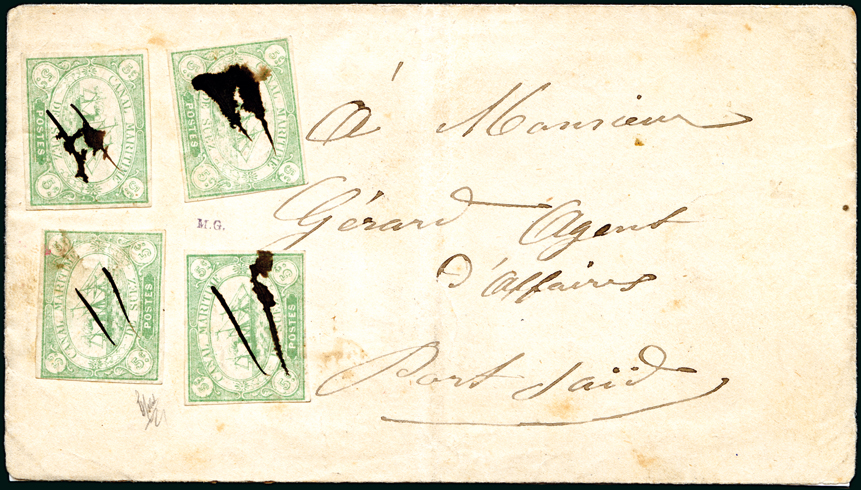 CANAL MARITIME DE SUEZ
POSTES
5
CANAL MARITIME DE SUEZ
POSTES
5
à Monsieur
Gérard Agent
d'affaires
Port Saïd
M.G.
CANAL MARITIME DE SUEZ
POSTES
5
CANAL MARITIME DE SUEZ
POSTES
5